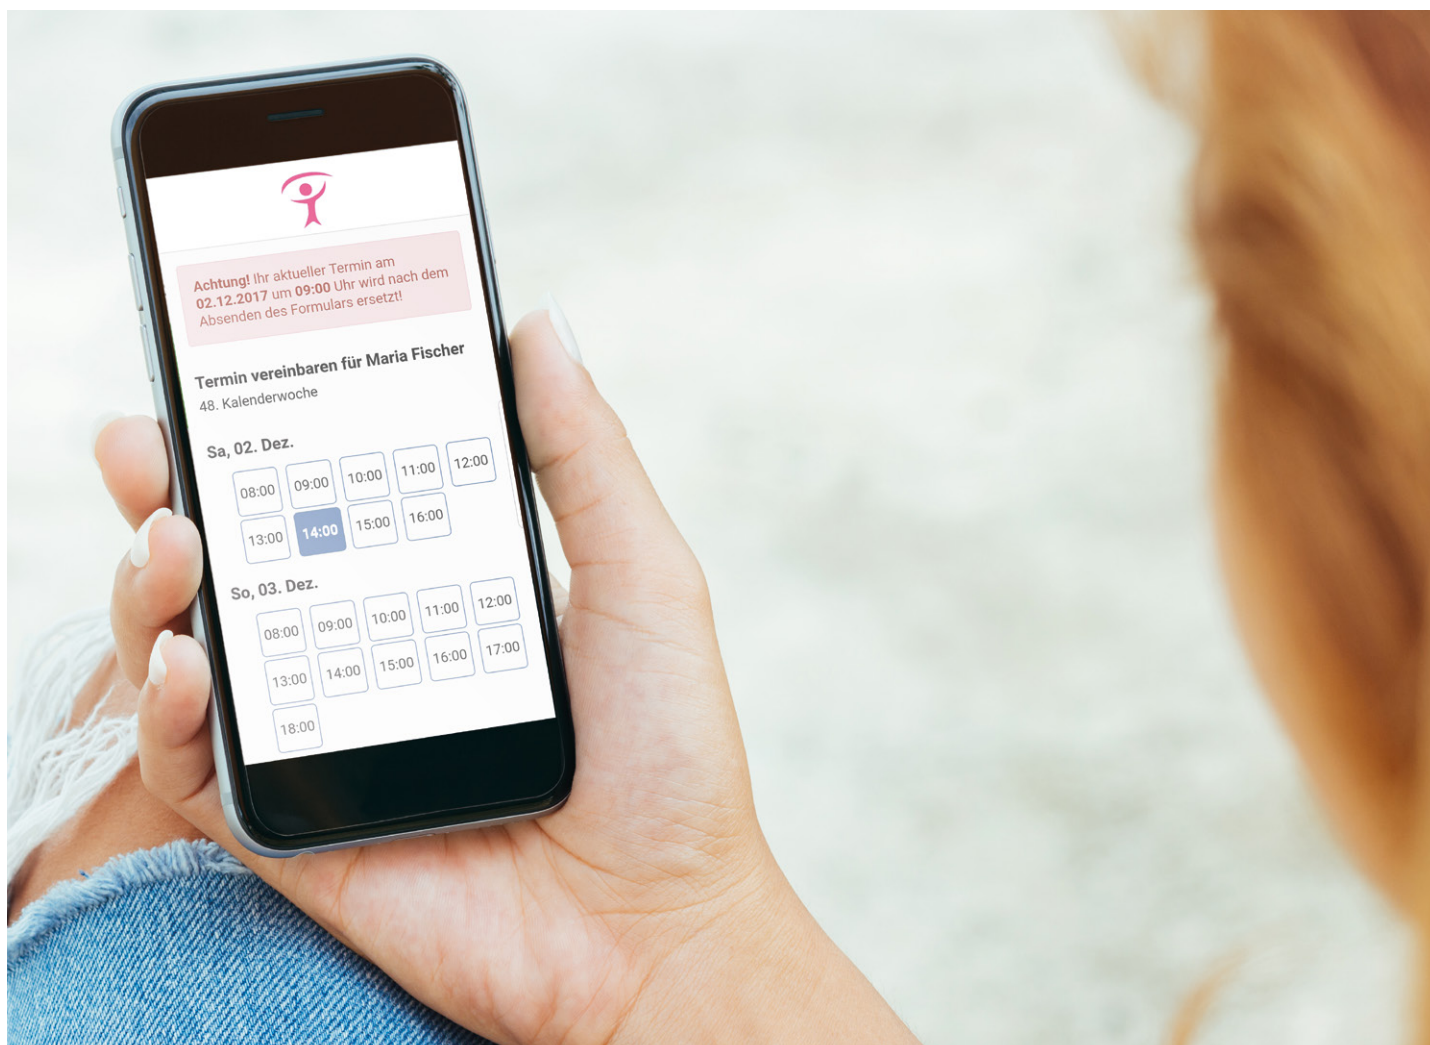 Achtung! Ihr aktueller Termin am
02.12.2017 um 09:00 Uhr wird nach dem
Absenden des Formulars ersetzt!
Termin vereinbaren für Maria Fischer
48. Kalenderwoche
Sa, 02. Dez.
08:00 09:00 10:00 11:00 12:00
13:00 14:00 15:00 16:00
So, 03. Dez.
08:00 09:00 10:00 11:00 12:00
13:00 14:00 15:00 16:00 17:00
18:00